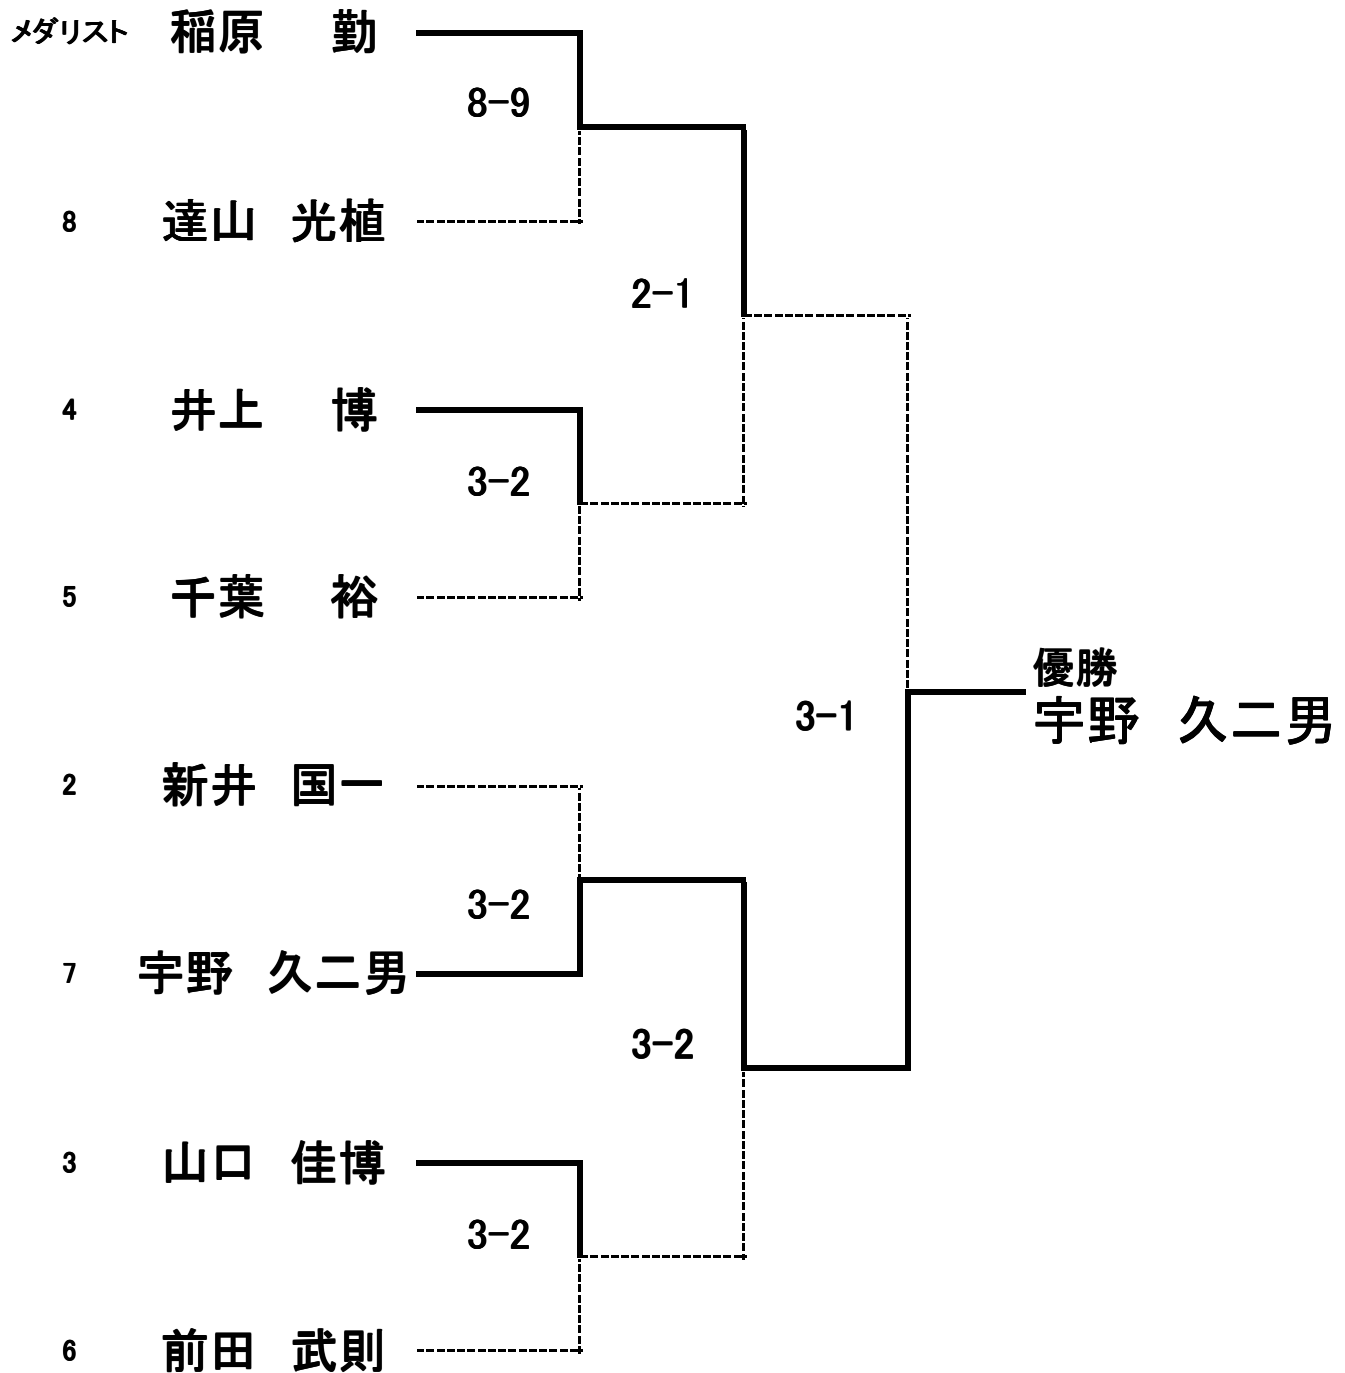 メダリスト 稲原 勤
8-9
8 達山 光植
2-1
4 井上 博
3-2
5 千葉 裕
優勝
3-1 宇野 久二男
2 新井 国一
3-2
7 宇野 久二男
3-2
3 山口 佳博
3-2
6 前田 武則